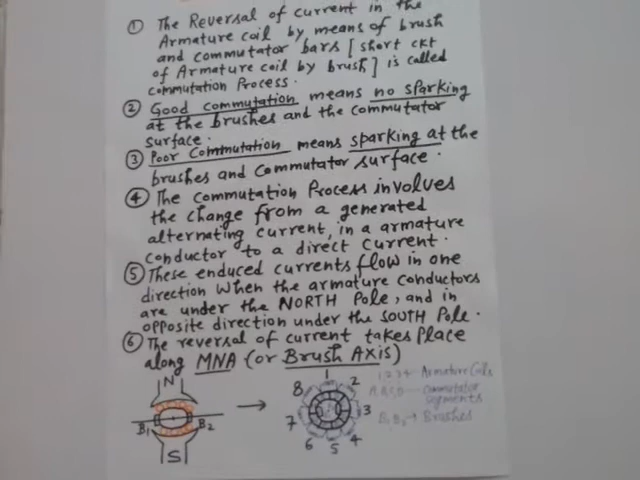 ① The Reversal of current in the
Armature coil by means of brush
and commutator bars [short ckt
of Armature coil by brush] is called
commutation Process.
② Good commutation means no sparking
at the brushes and the commutator
surface.
③ Poor Commutation means sparking at the
brushes and commutator surface.
④ The commutation Process involves
the change from a generated
alternating current, in a armature
conductor to a direct current.
⑤ These enduced currents flow in one
direction when the armature conductors
are under the NORTH Pole, and in
opposite direction under the SOUTH Pole.
⑥ The reversal of current takes Place
along MNA (or Brush Axis)
N
B1 B2
S
1
2
3
4
5
6
7
8
1 2 3 4 Armature Coils
A B C D — commutator
segments
B1 B2 → Brushes